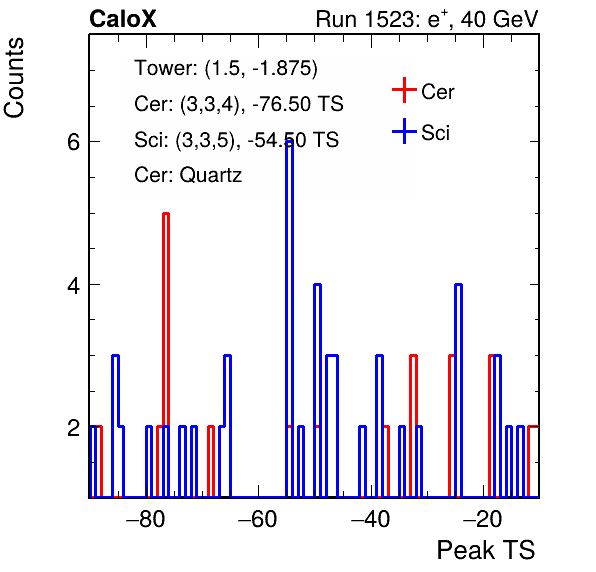 CaloX Run 1523: e⁺, 40 GeV
Counts
Tower: (1.5, -1.875)
Cer: (3,3,4), -76.50 TS
Sci: (3,3,5), -54.50 TS
Cer: Quartz
Cer
Sci
6
4
2
−80 −60 −40 −20
Peak TS